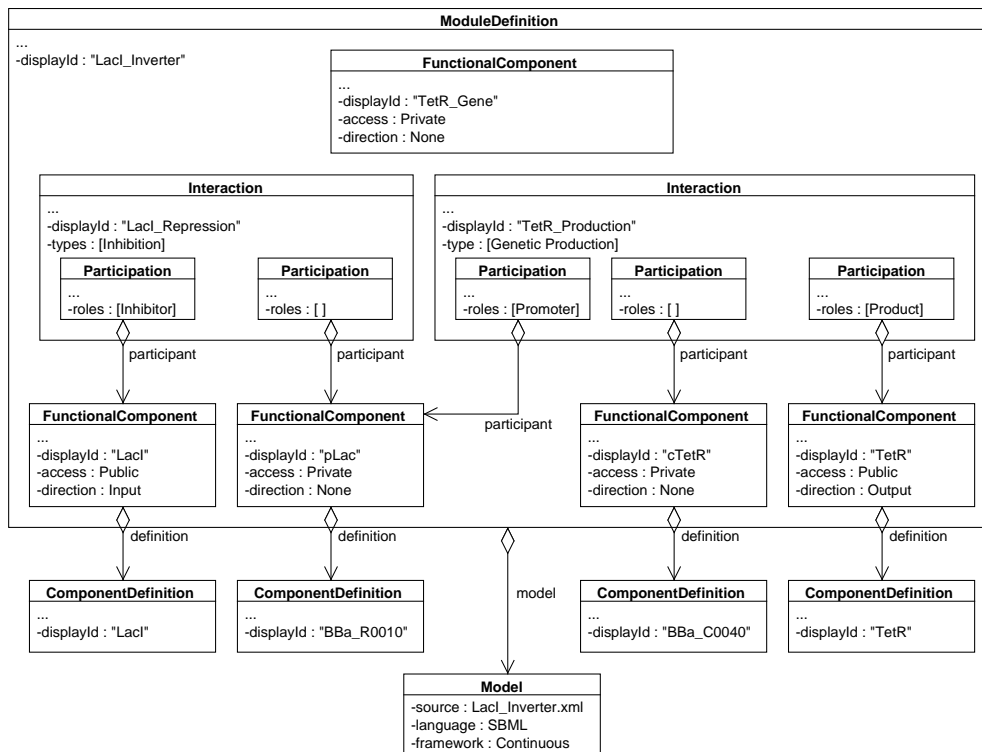 ModuleDefinition
...
-displayId : "LacI_Inverter"
FunctionalComponent
...
-displayId : "TetR_Gene"
-access : Private
-direction : None
Interaction
...
-displayId : "LacI_Repression"
-types : [Inhibition]
Participation
...
-roles : [Inhibitor]
Participation
...
-roles : [ ]
Interaction
...
-displayId : "TetR_Production"
-type : [Genetic Production]
Participation
...
-roles : [Promoter]
Participation
...
-roles : [ ]
Participation
...
-roles : [Product]
participant
participant
participant
participant
participant
FunctionalComponent
...
-displayId : "LacI"
-access : Public
-direction : Input
FunctionalComponent
...
-displayId : "pLac"
-access : Private
-direction : None
FunctionalComponent
...
-displayId : "cTetR"
-access : Private
-direction : None
FunctionalComponent
...
-displayId : "TetR"
-access : Public
-direction : Output
definition
definition
definition
definition
model
ComponentDefinition
...
-displayId : "LacI"
ComponentDefinition
...
-displayId : "BBa_R0010"
ComponentDefinition
...
-displayId : "BBa_C0040"
ComponentDefinition
...
-displayId : "TetR"
Model
-source : LacI_Inverter.xml
-language : SBML
-framework : Continuous